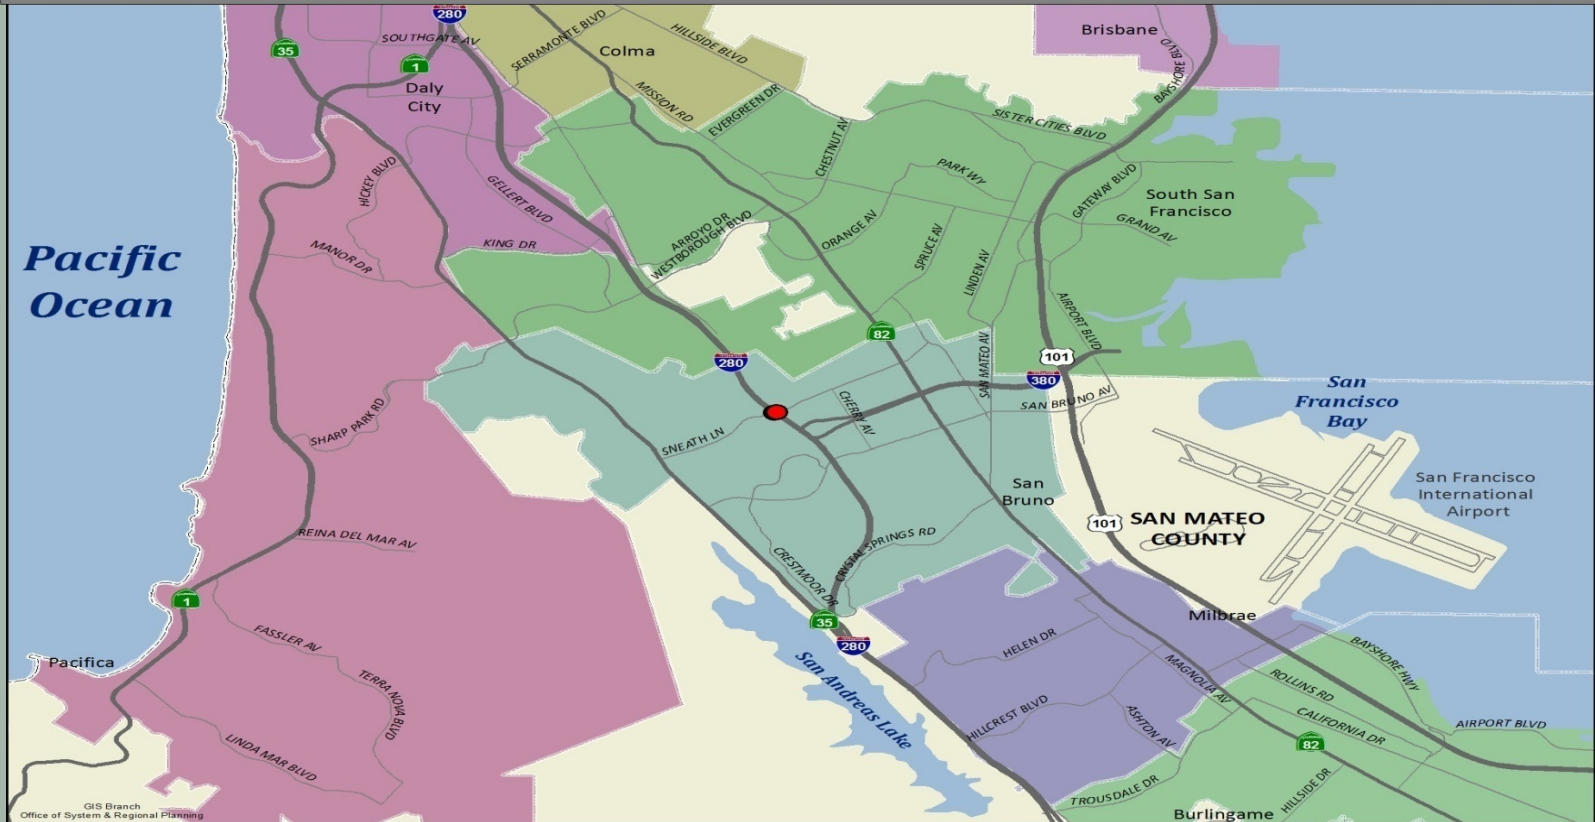 280
SOUTHGATE AV
35
1
Daly
City
SERRAMONTE BLVD
HILLSIDE BLVD
Colma
MISSION RD
EVERGREEN DR
CHESTNUT AV
Brisbane
BAYSHORE BLVD
SISTER CITIES BLVD
PARK WY
GATEWAY BLVD
South San
Francisco
GRAND AV
HICKEY BLVD
GELLERT BLVD
KING DR
MANOR DR
ARROYO DR
WESTBOROUGH BLVD
ORANGE AV
SPRUCE AV
LINDEN AV
AIRPORT BLVD
Pacific
Ocean
82
280
101
380
SAN MATEO AV
SAN BRUNO AV
CHERRY AV
San
Francisco
Bay
SHARP PARK RD
SNEATH LN
San
Bruno
San Francisco
International
Airport
101
SAN MATEO
COUNTY
REINA DEL MAR AV
CRYSTAL SPRINGS RD
CRESTMOOR DR
1
35
280
Milbrae
Pacifica
FASSLER AV
TERRA NOVA BLVD
LINDA MAR BLVD
San Andreas Lake
HELEN DR
HILLCREST BLVD
MAGNOLIA AV
ASHTON AV
BAYSHORE HWY
ROLLINS RD
CALIFORNIA DR
AIRPORT BLVD
82
TROUSDALE DR
HILLSIDE DR
Burlingame
GIS Branch
Office of System & Regional Planning